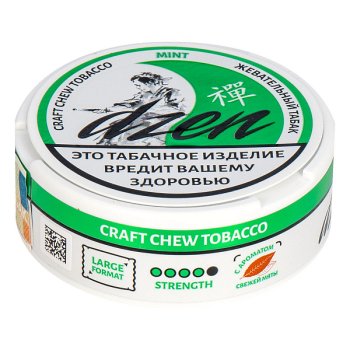 MINT
CRAFT CHEW TOBACCO
ЖЕВАТЕЛЬНЫЙ ТАБАК
禪
dzen
ЭТО ТАБАЧНОЕ ИЗДЕЛИЕ
ВРЕДИТ ВАШЕМУ
ЗДОРОВЬЮ
CRAFT CHEW TOBACCO
LARGE
FORMAT
STRENGTH
С АРОМАТОМ
СВЕЖЕЙ МЯТЫ